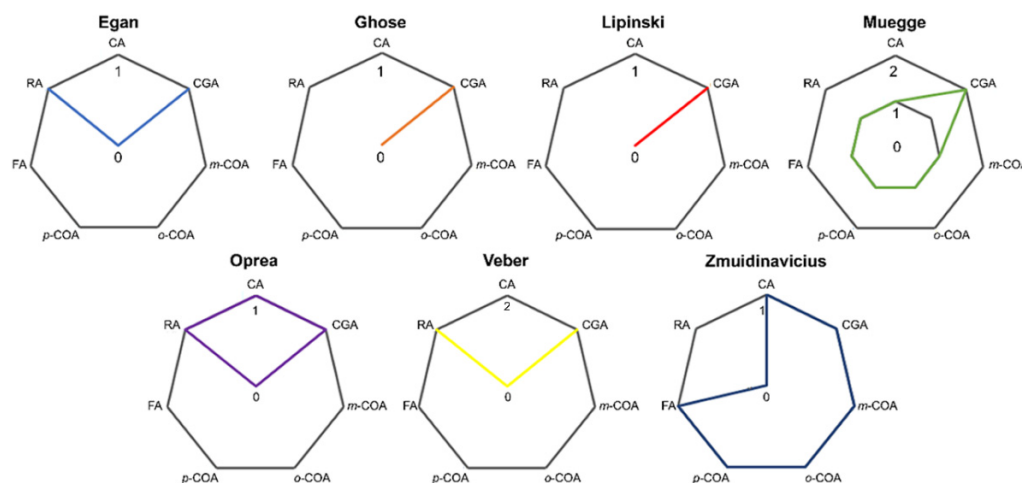 Egan
CA
1
RA
CGA
0
FA
m-COA
p-COA
o-COA
Ghose
CA
1
RA
CGA
0
FA
m-COA
p-COA
o-COA
Lipinski
CA
1
RA
CGA
0
FA
m-COA
p-COA
o-COA
Muegge
CA
2
RA
CGA
1
0
FA
m-COA
p-COA
o-COA
Oprea
CA
1
RA
CGA
0
FA
m-COA
p-COA
o-COA
Veber
CA
2
RA
CGA
0
FA
m-COA
p-COA
o-COA
Zmuidinavicius
CA
1
RA
CGA
0
FA
m-COA
p-COA
o-COA